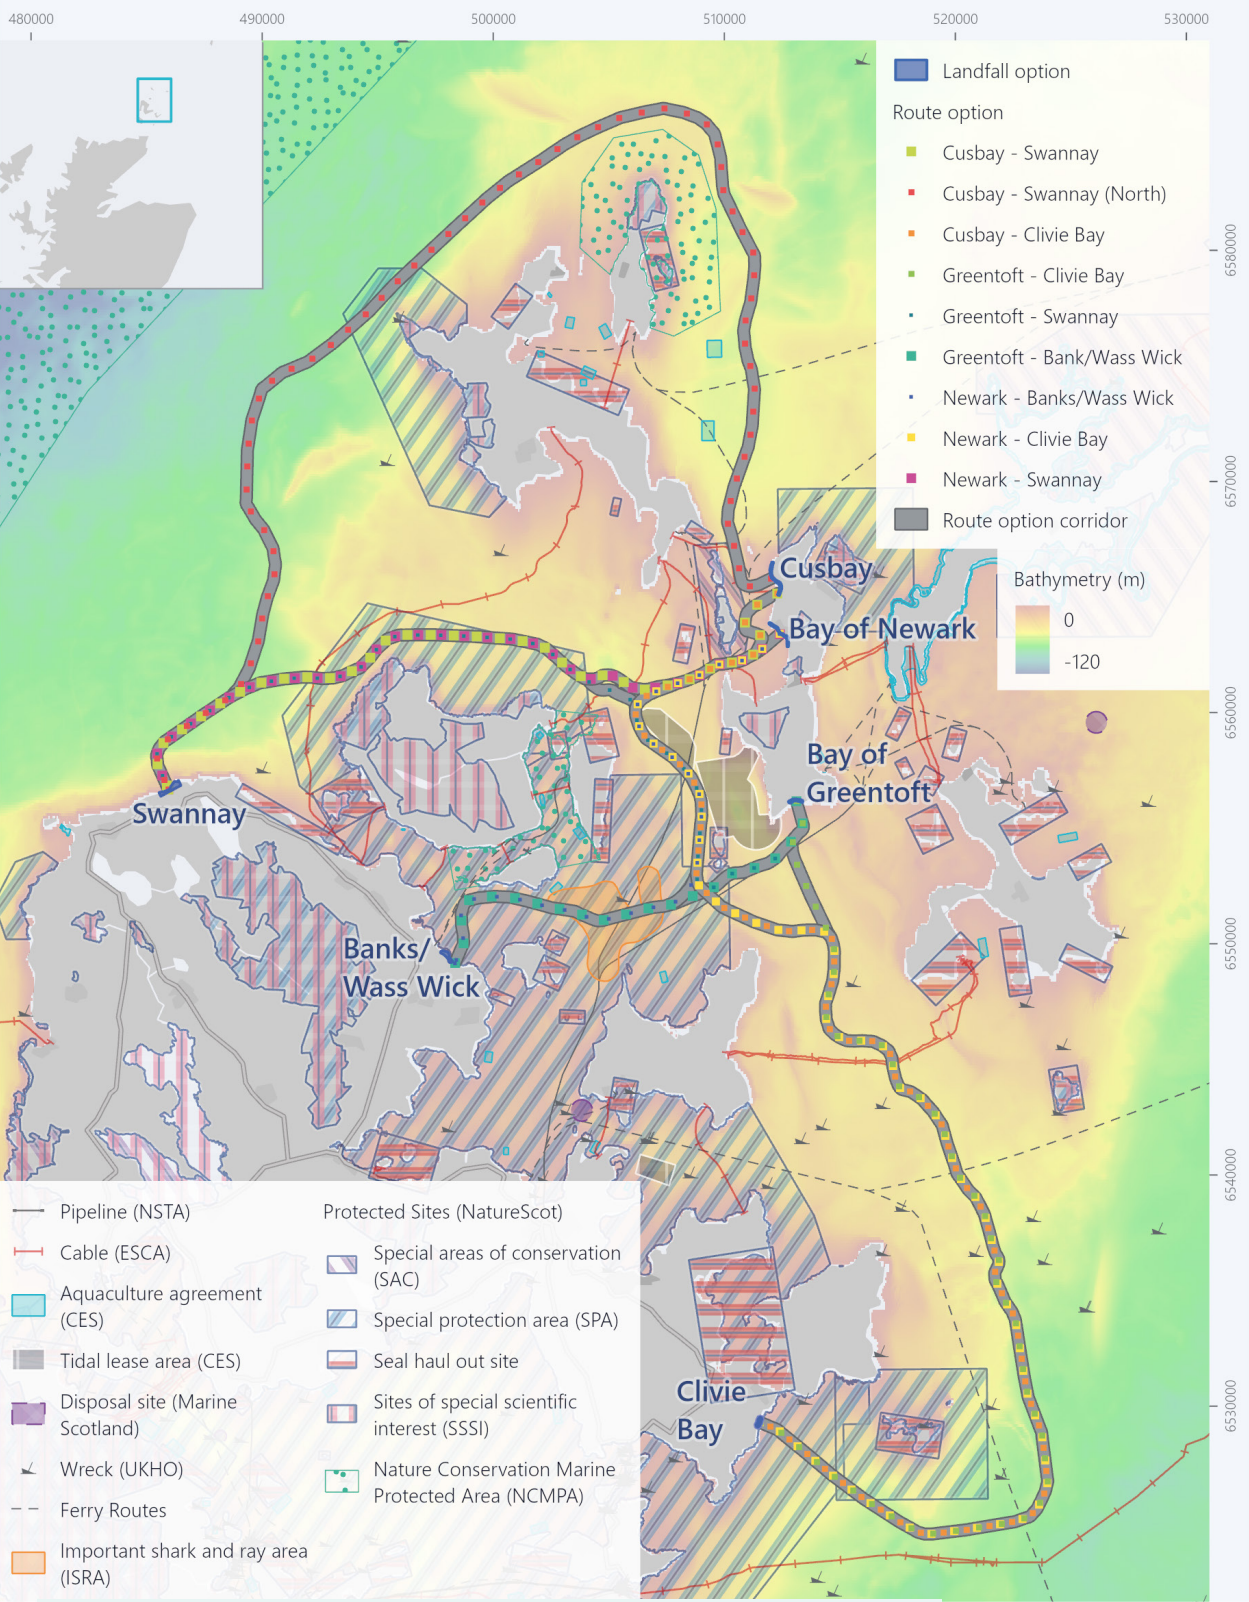 480000
490000
500000
510000
520000
530000
Landfall option
Route option
Cusbay - Swannay
Cusbay - Swannay (North)
Cusbay - Clivie Bay
Greentoft - Clivie Bay
Greentoft - Swannay
Greentoft - Bank/Wass Wick
Newark - Banks/Wass Wick
Newark - Clivie Bay
Newark - Swannay
Route option corridor
Bathymetry (m)
0
-120
6580000
6570000
6560000
6550000
6540000
6530000
Cusbay
Bay of Newark
Bay of
Greentoft
Swannay
Banks/
Wass Wick
Clivie
Bay
Pipeline (NSTA)
Cable (ESCA)
Aquaculture agreement
(CES)
Tidal lease area (CES)
Disposal site (Marine
Scotland)
Wreck (UKHO)
Ferry Routes
Important shark and ray area
(ISRA)
Protected Sites (NatureScot)
Special areas of conservation
(SAC)
Special protection area (SPA)
Seal haul out site
Sites of special scientific
interest (SSSI)
Nature Conservation Marine
Protected Area (NCMPA)